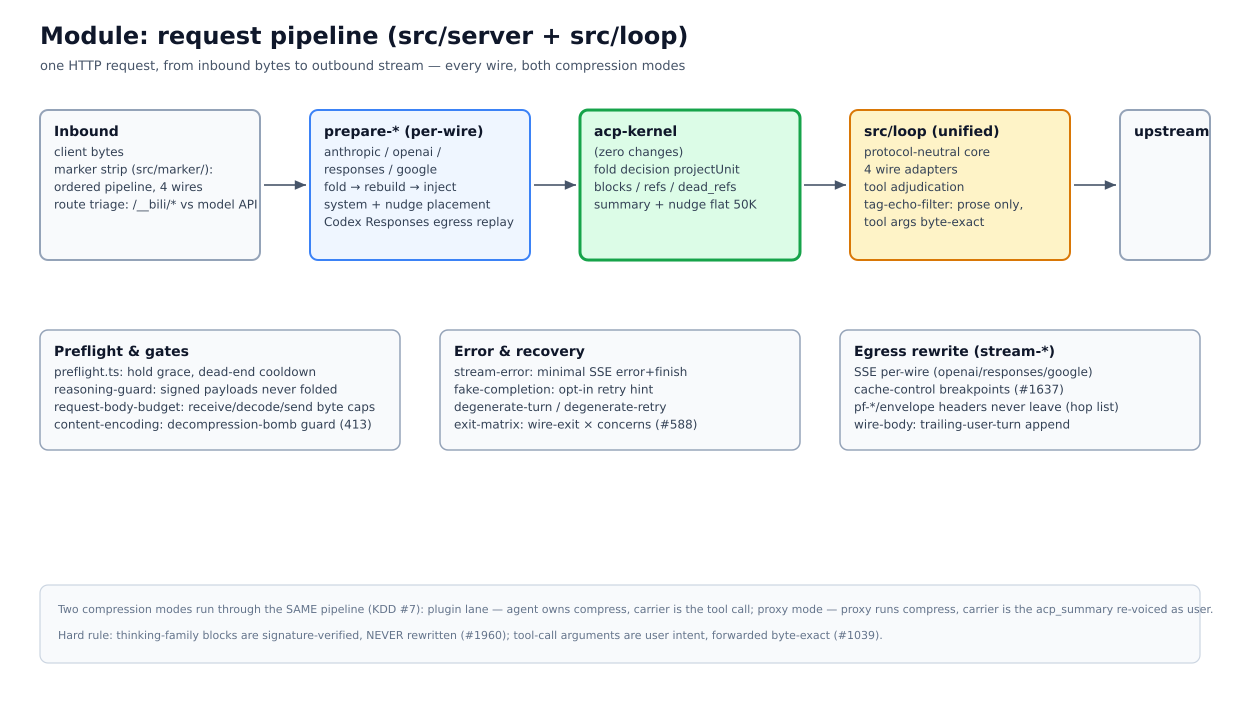 Module: request pipeline (src/server + src/loop)
one HTTP request, from inbound bytes to outbound stream — every wire, both compression modes
Inbound
client bytes
marker strip (src/marker/):
ordered pipeline, 4 wires
route triage: /__bili/* vs model API
prepare-* (per-wire)
anthropic / openai /
responses / google
fold → rebuild → inject
system + nudge placement
Codex Responses egress replay
acp-kernel
(zero changes)
fold decision projectUnit
blocks / refs / dead_refs
summary + nudge flat 50K
src/loop (unified)
protocol-neutral core
4 wire adapters
tool adjudication
tag-echo-filter: prose only,
tool args byte-exact
upstream
Preflight & gates
preflight.ts: hold grace, dead-end cooldown
reasoning-guard: signed payloads never folded
request-body-budget: receive/decode/send byte caps
content-encoding: decompression-bomb guard (413)
Error & recovery
stream-error: minimal SSE error+finish
fake-completion: opt-in retry hint
degenerate-turn / degenerate-retry
exit-matrix: wire-exit × concerns (#588)
Egress rewrite (stream-*)
SSE per-wire (openai/responses/google)
cache-control breakpoints (#1637)
pf-*/envelope headers never leave (hop list)
wire-body: trailing-user-turn append
Two compression modes run through the SAME pipeline (KDD #7): plugin lane — agent owns compress, carrier is the tool call; proxy mode — proxy runs compress, carrier is the acp_summary re-voiced as user.
Hard rule: thinking-family blocks are signature-verified, NEVER rewritten (#1960); tool-call arguments are user intent, forwarded byte-exact (#1039).